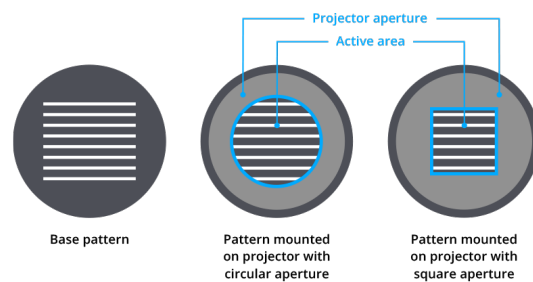 Projector aperture
Active area
Base pattern
Pattern mounted
on projector with
circular aperture
Pattern mounted
on projector with
square aperture